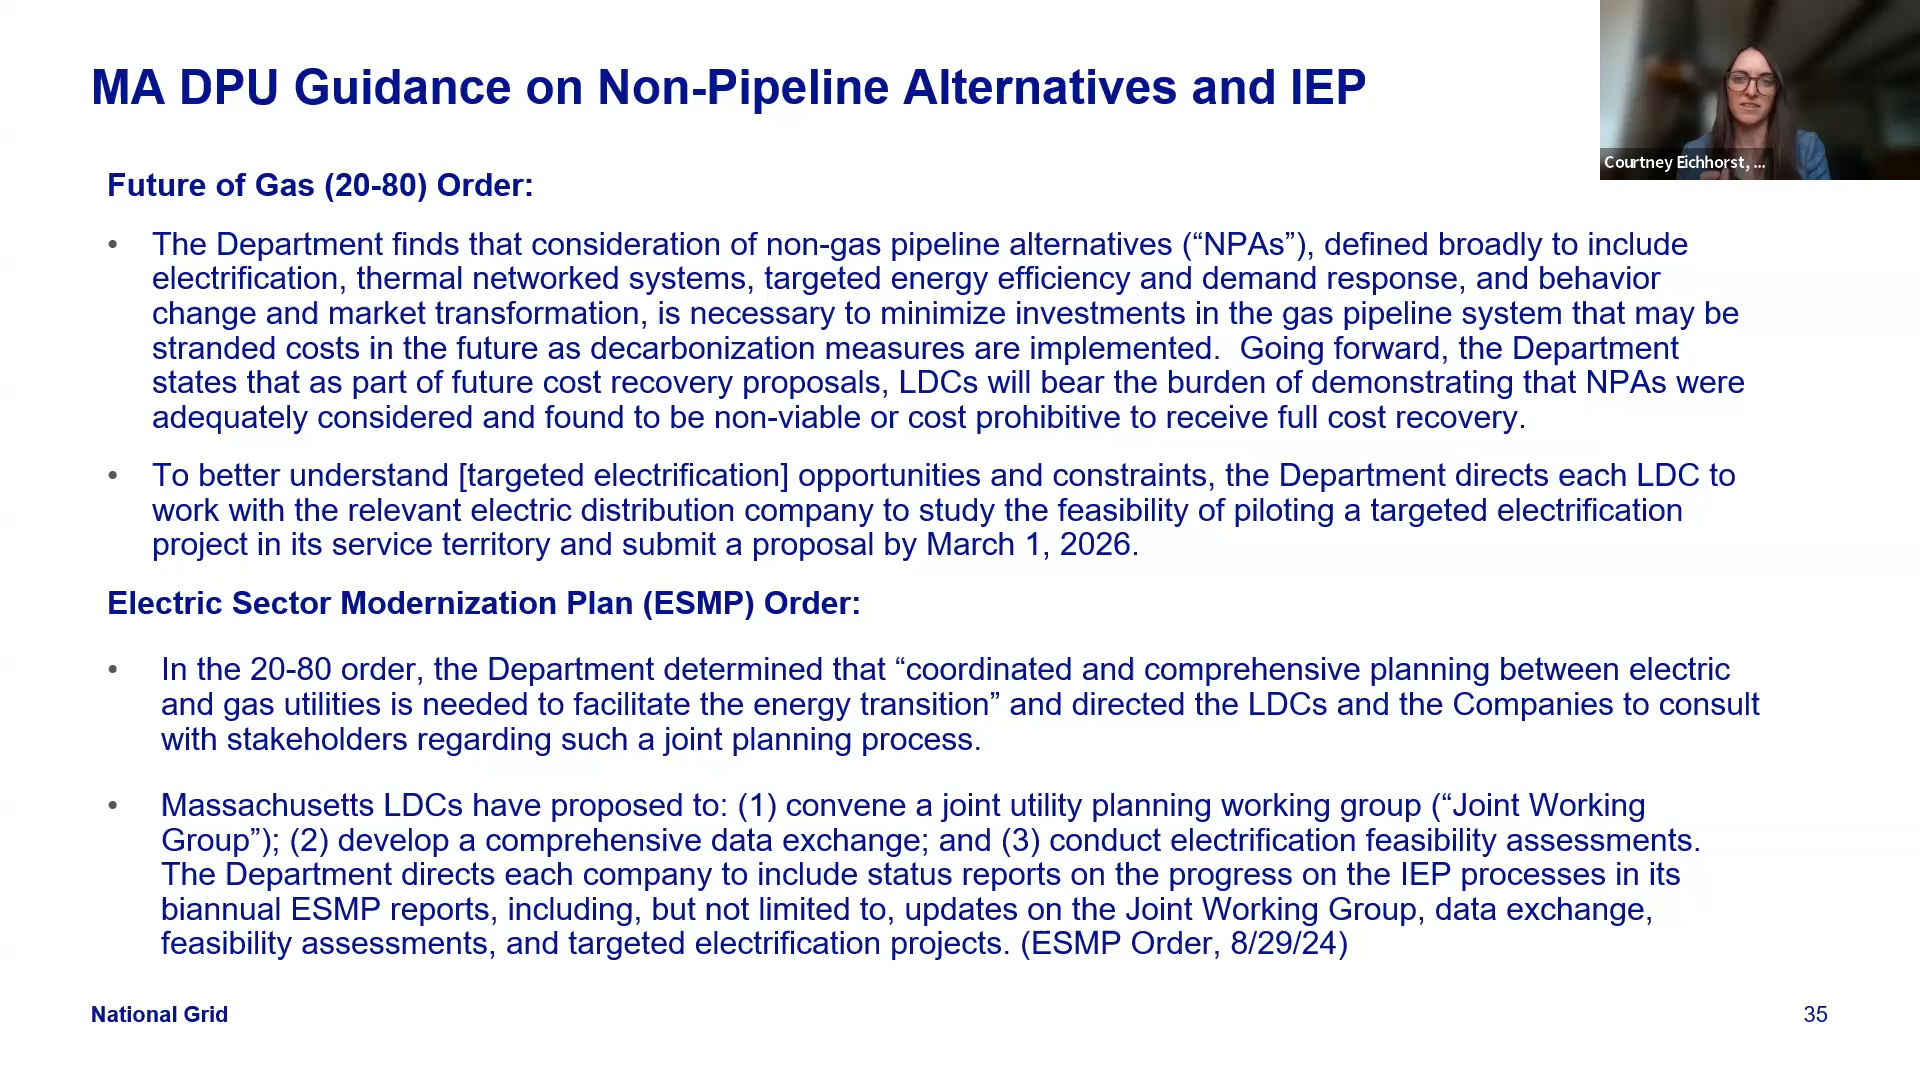 MA DPU Guidance on Non-Pipeline Alternatives and IEP
Courtney Eichhorst, ...
Future of Gas (20-80) Order:
• The Department finds that consideration of non-gas pipeline alternatives (“NPAs”), defined broadly to include
electrification, thermal networked systems, targeted energy efficiency and demand response, and behavior
change and market transformation, is necessary to minimize investments in the gas pipeline system that may be
stranded costs in the future as decarbonization measures are implemented.  Going forward, the Department
states that as part of future cost recovery proposals, LDCs will bear the burden of demonstrating that NPAs were
adequately considered and found to be non-viable or cost prohibitive to receive full cost recovery.
• To better understand [targeted electrification] opportunities and constraints, the Department directs each LDC to
work with the relevant electric distribution company to study the feasibility of piloting a targeted electrification
project in its service territory and submit a proposal by March 1, 2026.
Electric Sector Modernization Plan (ESMP) Order:
• In the 20-80 order, the Department determined that “coordinated and comprehensive planning between electric
and gas utilities is needed to facilitate the energy transition” and directed the LDCs and the Companies to consult
with stakeholders regarding such a joint planning process.
• Massachusetts LDCs have proposed to: (1) convene a joint utility planning working group (“Joint Working
Group”); (2) develop a comprehensive data exchange; and (3) conduct electrification feasibility assessments.
The Department directs each company to include status reports on the progress on the IEP processes in its
biannual ESMP reports, including, but not limited to, updates on the Joint Working Group, data exchange,
feasibility assessments, and targeted electrification projects. (ESMP Order, 8/29/24)
National Grid
35